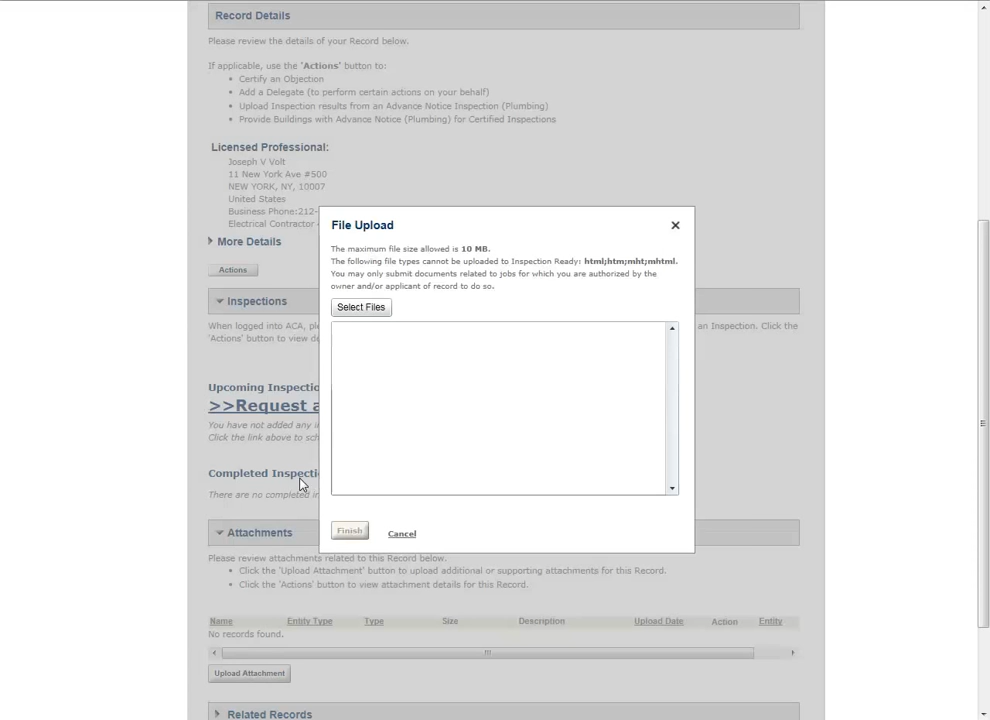 Record Details
Please review the details of your Record below.
If applicable, use the 'Actions' button to:
Certify an Objection
Add a Delegate (to perform certain actions on your behalf)
Upload Inspection results from an Advance Notice Inspection (Plumbing)
Provide Buildings with Advance Notice (Plumbing) for Certified Inspections
Licensed Professional:
Joseph V Volt
11 New York Ave #500
NEW YORK, NY, 10007
United States
Business Phone:212-
Electrical Contractor
More Details
Actions
Inspections
When logged into ACA, an Inspection. Click the
'Actions' button to view
Upcoming
>>Request
You have not added any
Click the link above to
Completed
There are no completed
File Upload
The maximum file size allowed is 10 MB.
The following file types cannot be uploaded to Inspection Ready: html;htm;mht;mhtml.
You may only submit documents related to jobs for which you are authorized by the
owner and/or applicant of record to do so.
Select Files
Finish
Cancel
Attachments
Please review attachments related to this Record below.
Click the 'Upload Attachment' button to upload additional or supporting attachments for this Record.
Click the 'Actions' button to view attachment details for this Record.
Name Entity Type Type Size Description Upload Date Action Entity
No records found.
Upload Attachment
Related Records